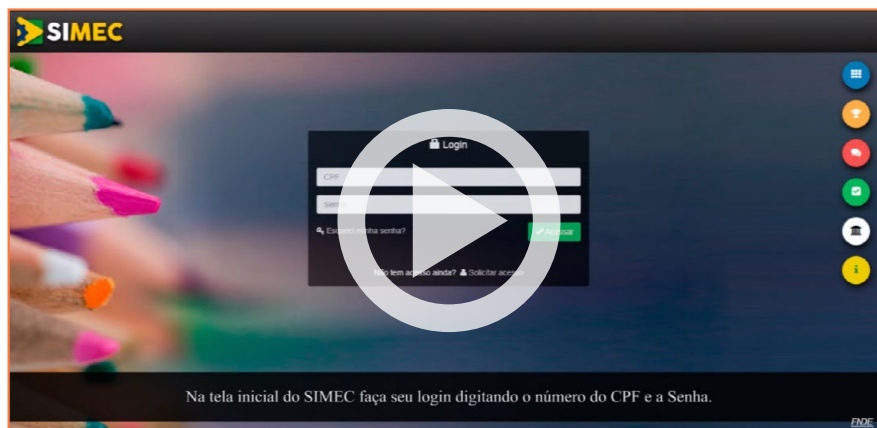 SIMEC
Login
CPF
Senha
Esqueci minha senha?
Acessar
Não tem acesso ainda? Solicitar acesso
Na tela inicial do SIMEC faça seu login digitando o número do CPF e a Senha.
FNDE